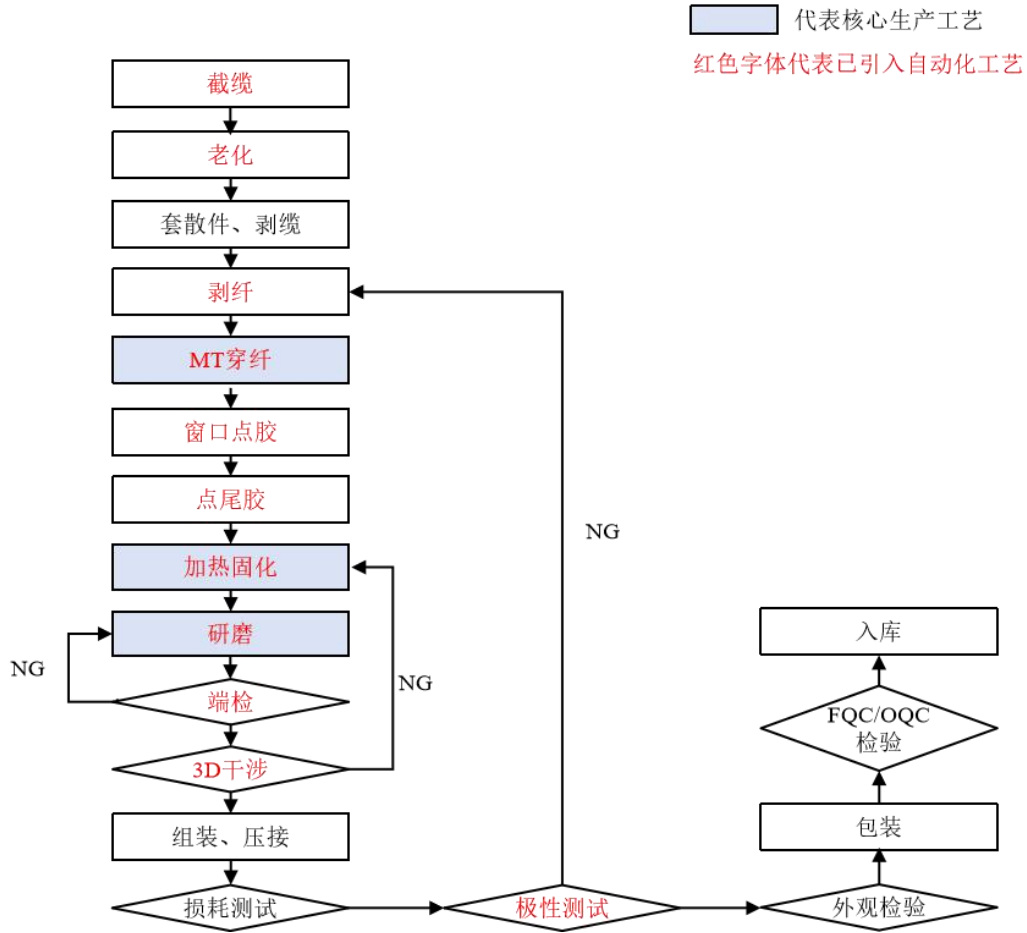 代表核心生产工艺
红色字体代表已引入自动化工艺
截缆
老化
套散件、剥缆
剥纤
MT穿纤
窗口点胶
点尾胶
NG
加热固化
研磨
入库
NG
NG
端检
FQC/OQC
检验
3D干涉
组装、压接
包装
损耗测试
极性测试
外观检验